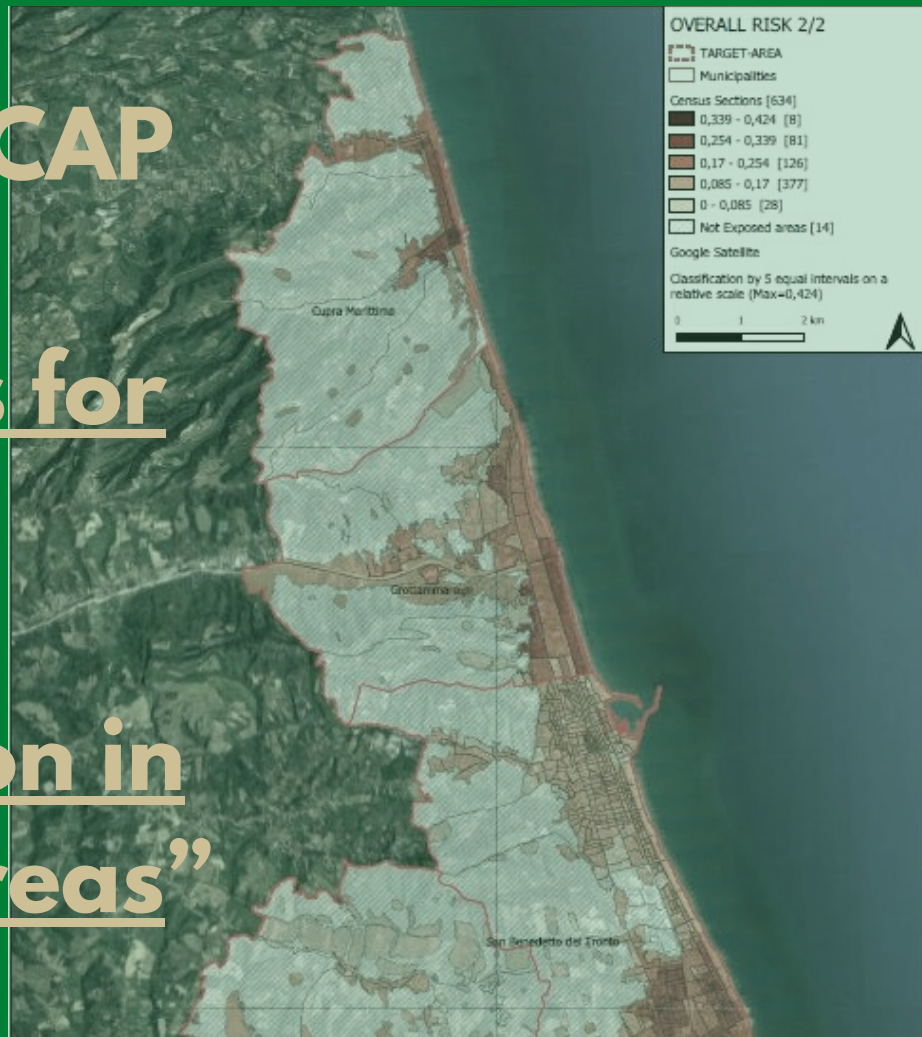 CAP
s for
on in
reas”
OVERALL RISK 2/2
TARGET-AREA
Municipalities
Census Sections [634]
0,339 - 0,424 [8]
0,254 - 0,339 [81]
0,17 - 0,254 [126]
0,085 - 0,17 [377]
0 - 0,085 [28]
Not Exposed areas [14]
Google Satellite
Classification by 5 equal intervals on a
relative scale (Max=0,424)
0 1 2 km
Cupra Marittima
Grottammare
San Benedetto del Tronto